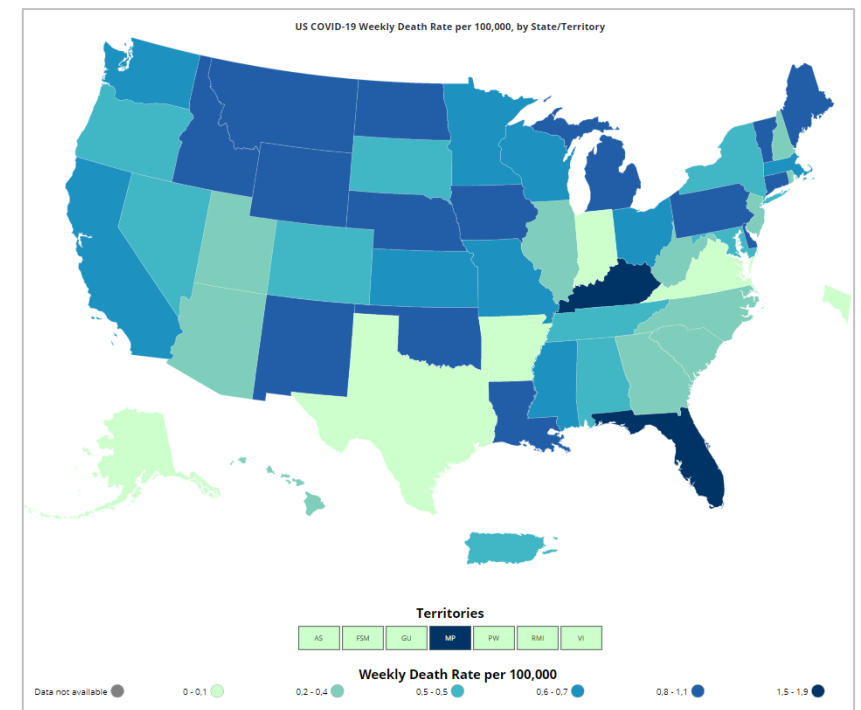 US COVID-19 Weekly Death Rate per 100,000, by State/Territory
Territories
AS FSM GU MP PW RMI VI
Weekly Death Rate per 100,000
Data not available 0 - 0,1 0,2 - 0,4 0,5 - 0,5 0,6 - 0,7 0,8 - 1,1 1,5 - 1,9